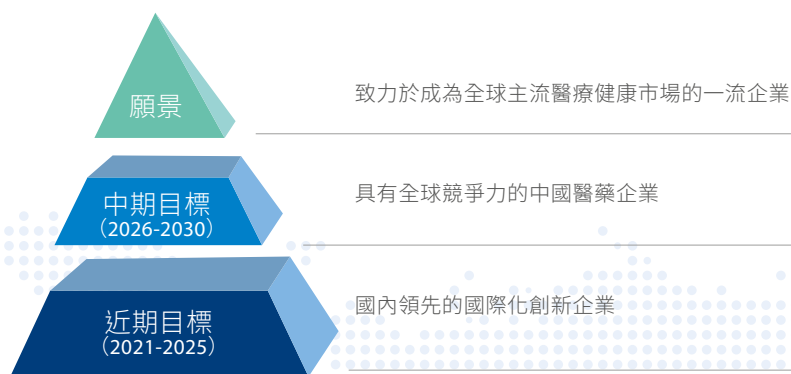 願景
致力於成為全球主流醫療健康市場的一流企業
中期目標
（2026-2030）
具有全球競爭力的中國醫藥企業
近期目標
（2021-2025）
國內領先的國際化創新企業